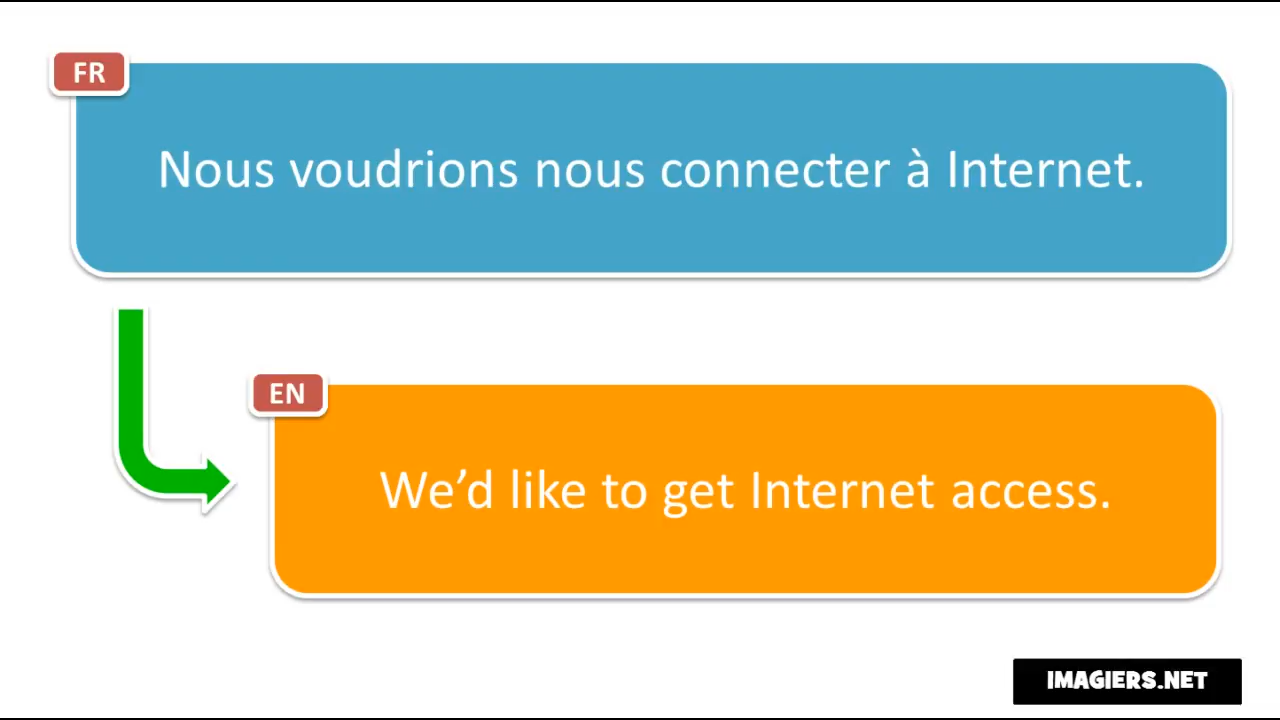 FR
Nous voudrions nous connecter à Internet.
EN
We’d like to get Internet access.
IMAGIERS.NET